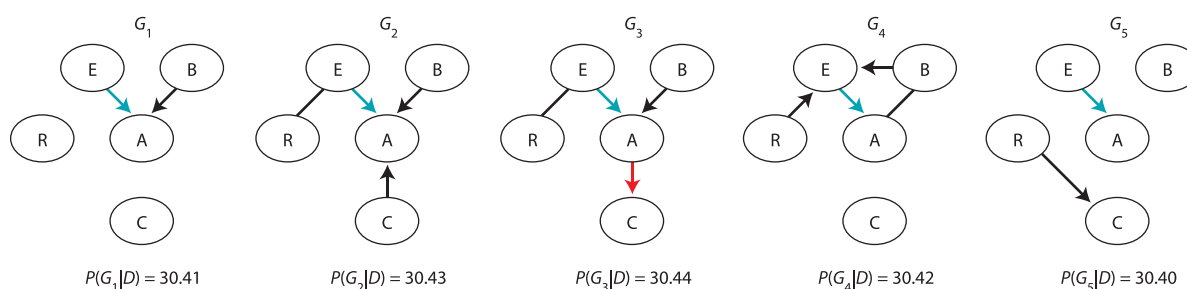 G1 G2 G3 G4 G5
E B E B E B E B E B
R A R A R A R A R A
C C C C C
P(G1|D) = 30.41 P(G2|D) = 30.43 P(G3|D) = 30.44 P(G4|D) = 30.42 P(G5|D) = 30.40